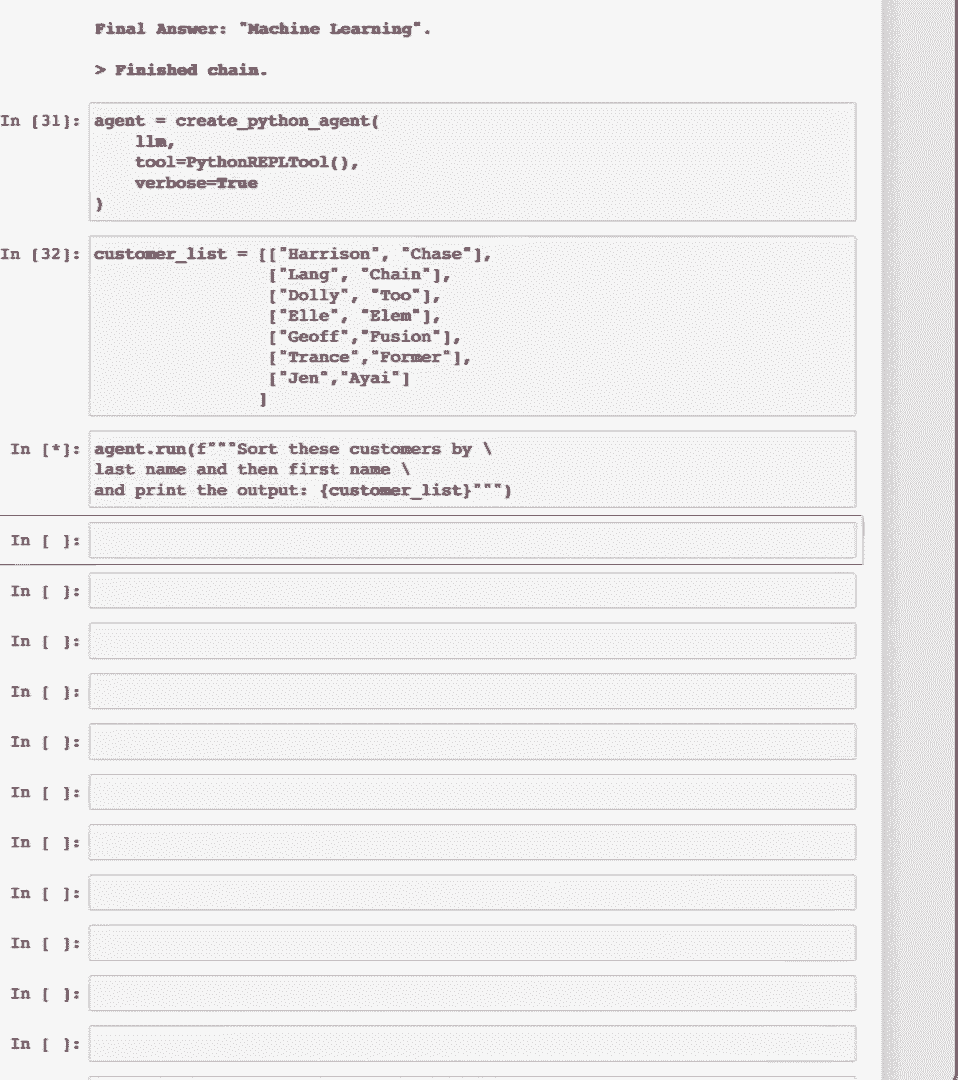 Final Answer: "Machine Learning".
> Finished chain.
In [31]: agent = create_python_agent(
    llm,
    tool=PythonREPLTool(),
    verbose=True
)
In [32]: customer_list = [["Harrison", "Chase"],
                 ["Lang", "Chain"],
                 ["Dolly", "Too"],
                 ["Elle", "Elem"],
                 ["Geoff","Fusion"],
                 ["Trance","Former"],
                 ["Jen","Ayai"]
                ]
In [*]: agent.run(f"""Sort these customers by \
last name and then first name \
and print the output: {customer_list}""")
In [ ]:
In [ ]:
In [ ]:
In [ ]:
In [ ]:
In [ ]:
In [ ]:
In [ ]:
In [ ]:
In [ ]:
In [ ]: